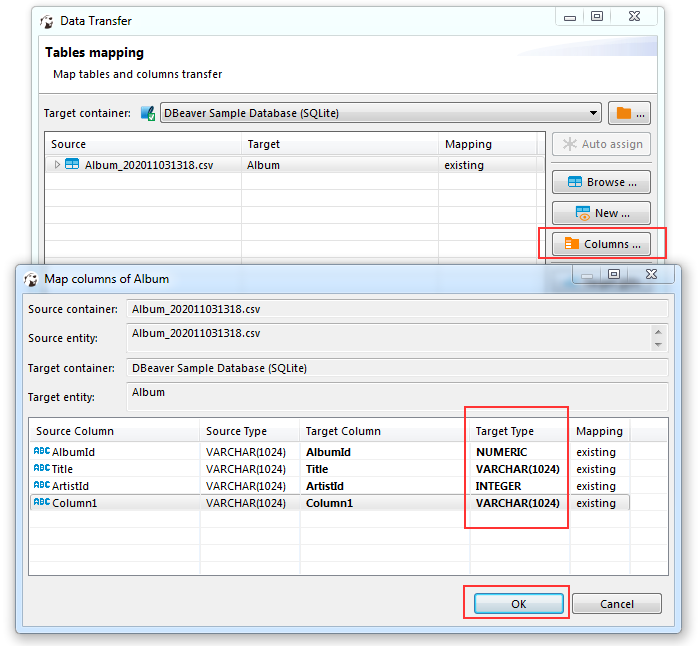 Data Transfer
Tables mapping
Map tables and columns transfer
Target container: DBeaver Sample Database (SQLite) ...
Source Target Mapping Auto assign
Album_202011031318.csv Album existing
Browse ...
New ...
Columns ...
Map columns of Album
Source container: Album_202011031318.csv
Source entity: Album_202011031318.csv
Target container: DBeaver Sample Database (SQLite)
Target entity: Album
Source Column Source Type Target Column Target Type Mapping
ABC AlbumId VARCHAR(1024) AlbumId NUMERIC existing
ABC Title VARCHAR(1024) Title VARCHAR(1024) existing
ABC ArtistId VARCHAR(1024) ArtistId INTEGER existing
ABC Column1 VARCHAR(1024) Column1 VARCHAR(1024) existing
OK Cancel